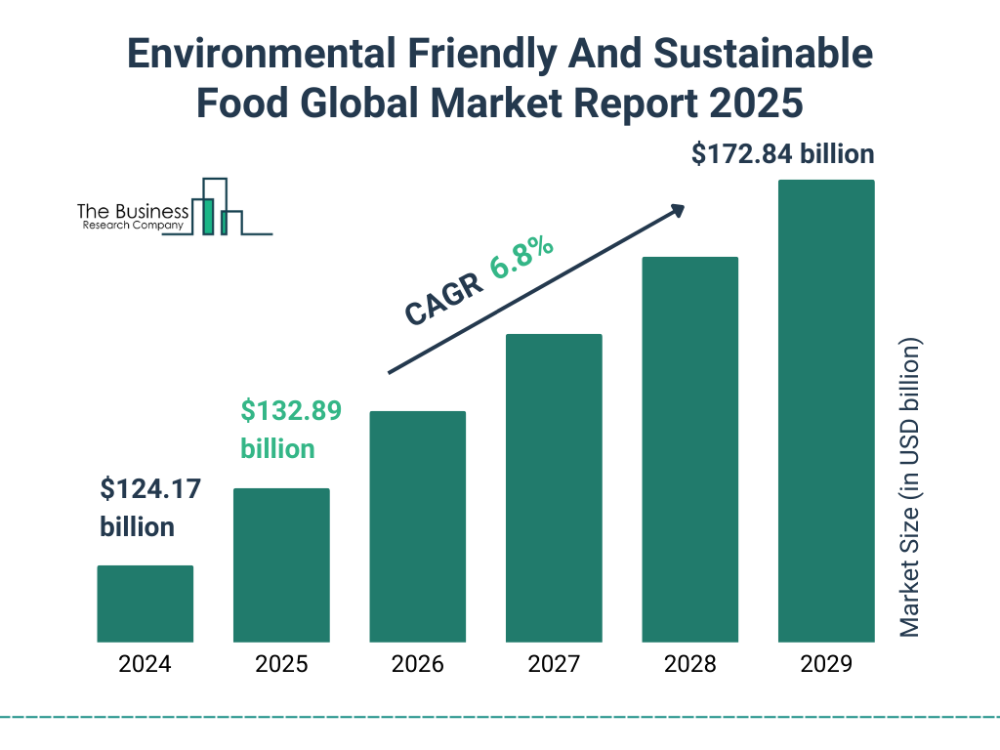 Environmental Friendly And Sustainable
Food Global Market Report 2025
$172.84 billion
The Business
Research Company
CAGR 6.8%
$132.89
billion
$124.17
billion
Market Size (in USD billion)
2024 2025 2026 2027 2028 2029